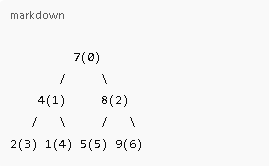 markdown
7(0)
/ \
4(1) 8(2)
/ \ / \
2(3) 1(4) 5(5) 9(6)